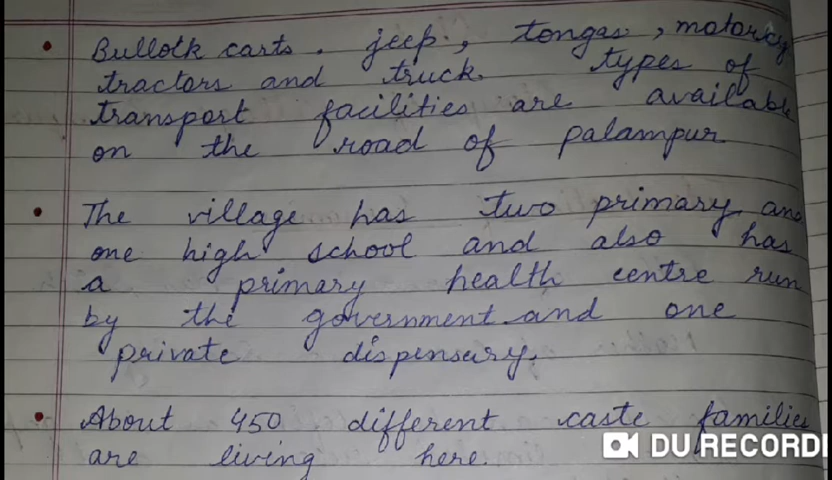 Bullotk carts. jeep, tongas, motorcy
tractors and truck. types of
transport facilities are available
on the road of palampur
The village has two primary an
one high school and also has
a primary health centre run
by the government and one
private dispensary.
About 450 different caste families
are living here.
DU RECORDI